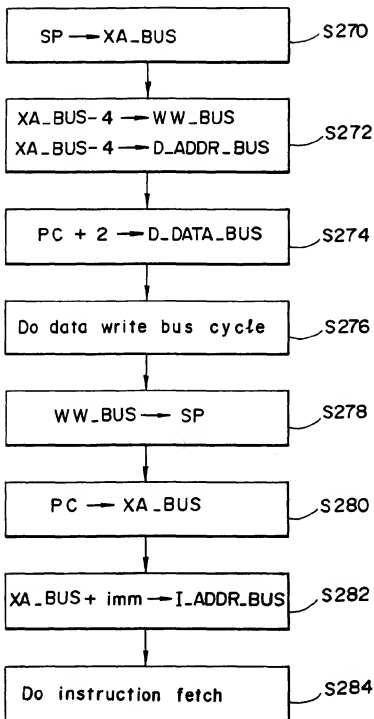 SP → XA_BUS
S270
XA_BUS-4 → WW_BUS
XA_BUS-4 → D_ADDR_BUS
S272
PC + 2 → D_DATA_BUS
S274
Do data write bus cycle
S276
WW_BUS → SP
S278
PC → XA_BUS
S280
XA_BUS + imm → I_ADDR_BUS
S282
Do instruction fetch
S284